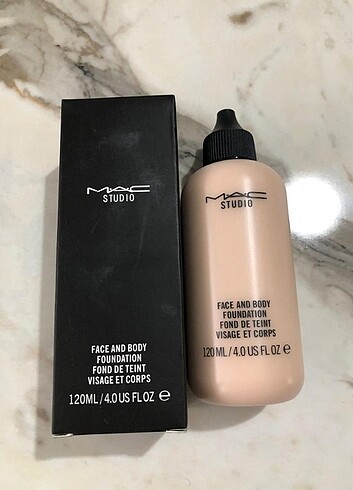 MAC
STUDIO
FACE AND BODY
FOUNDATION
FOND DE TEINT
VISAGE ET CORPS
120ML / 4.0 US FL OZ ℮
MAC
STUDIO
FACE AND BODY
FOUNDATION
FOND DE TEINT
VISAGE ET CORPS
120 ML / 4.0 US FL OZ ℮